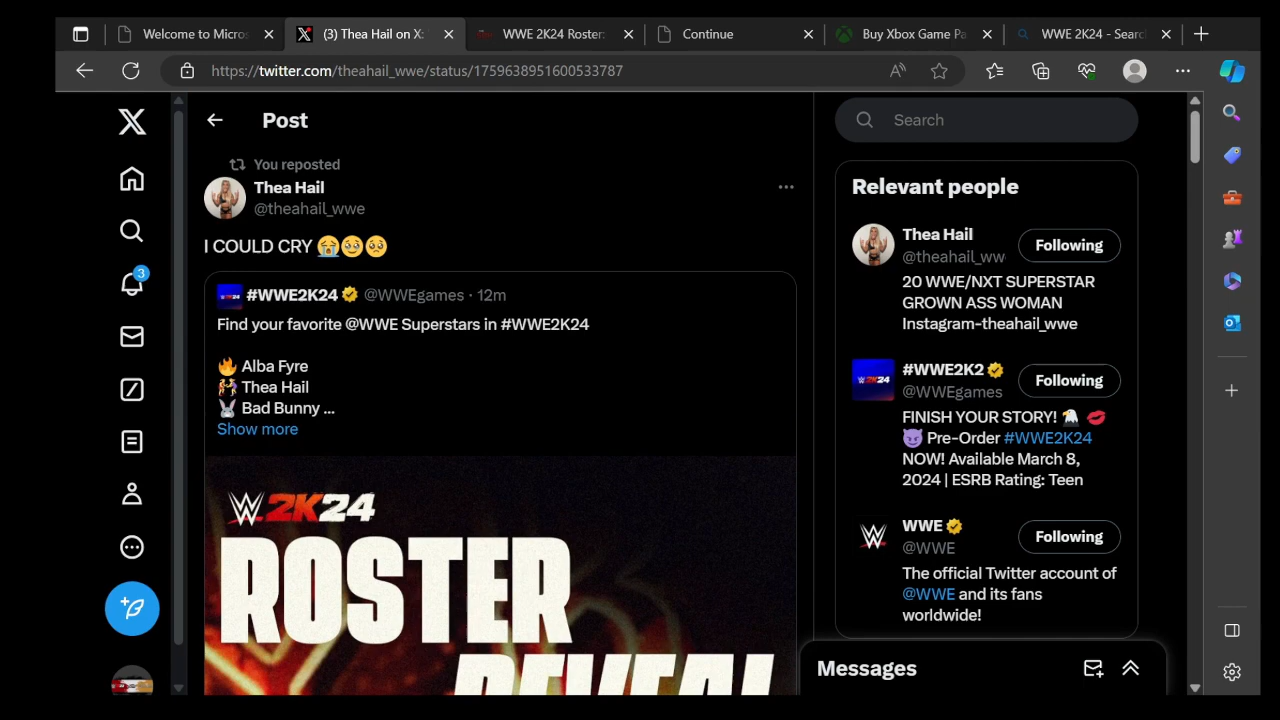 Welcome to Micros
(3) Thea Hail on X:
WWE 2K24 Roster:
Continue
Buy Xbox Game Pa
WWE 2K24 - Searc
https://twitter.com/theahail_wwe/status/1759638951600533787
Post
Search
You reposted
Thea Hail
@theahail_wwe
I COULD CRY 😭🥹🥹
#WWE2K24 @WWEgames · 12m
Find your favorite @WWE Superstars in #WWE2K24
🔥 Alba Fyre
🤼‍♀️ Thea Hail
🐰 Bad Bunny ...
Show more
W 2K24
ROSTER
REVEAL
3
Relevant people
Thea Hail
@theahail_ww
Following
20 WWE/NXT SUPERSTAR
GROWN ASS WOMAN
Instagram-theahail_wwe
#WWE2K2
@WWEgames
Following
FINISH YOUR STORY! 🦅 💋
😈 Pre-Order #WWE2K24
NOW! Available March 8,
2024 | ESRB Rating: Teen
WWE
@WWE
Following
The official Twitter account of
@WWE and its fans
worldwide!
Messages